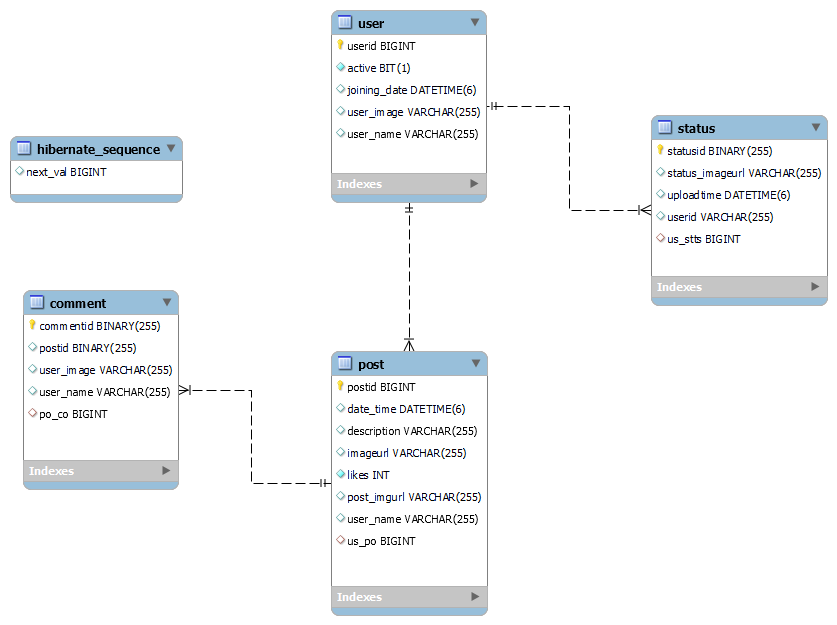 user
userid BIGINT
active BIT(1)
joining_date DATETIME(6)
user_image VARCHAR(255)
user_name VARCHAR(255)
Indexes
hibernate_sequence
next_val BIGINT
status
statusid BINARY(255)
status_imageurl VARCHAR(255)
uploadtime DATETIME(6)
userid VARCHAR(255)
us_stts BIGINT
Indexes
comment
commentid BINARY(255)
postid BINARY(255)
user_image VARCHAR(255)
user_name VARCHAR(255)
po_co BIGINT
Indexes
post
postid BIGINT
date_time DATETIME(6)
description VARCHAR(255)
imageurl VARCHAR(255)
likes INT
post_imgurl VARCHAR(255)
user_name VARCHAR(255)
us_po BIGINT
Indexes